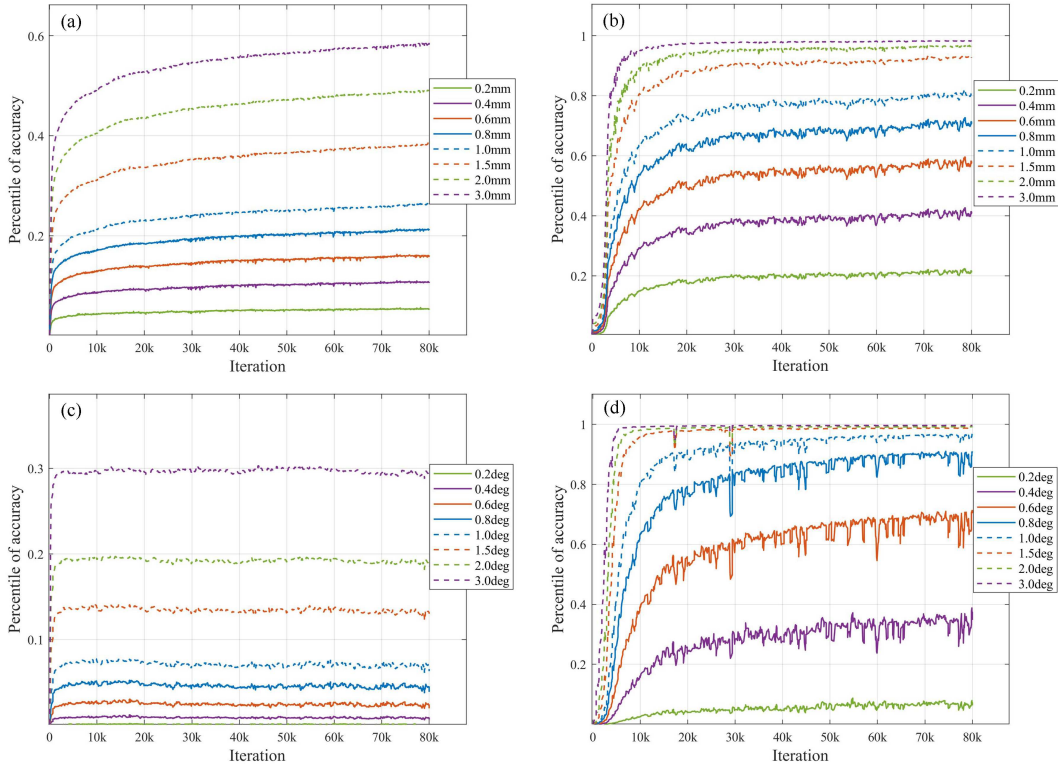 (a)
Percentile of accuracy
0.6
0.4
0.2
0
10k
20k
30k
40k
50k
60k
70k
80k
Iteration
0.2mm
0.4mm
0.6mm
0.8mm
1.0mm
1.5mm
2.0mm
3.0mm
(b)
Percentile of accuracy
1
0.8
0.6
0.4
0.2
0
10k
20k
30k
40k
50k
60k
70k
80k
Iteration
0.2mm
0.4mm
0.6mm
0.8mm
1.0mm
1.5mm
2.0mm
3.0mm
(c)
Percentile of accuracy
0.3
0.2
0.1
0
10k
20k
30k
40k
50k
60k
70k
80k
Iteration
0.2deg
0.4deg
0.6deg
0.8deg
1.0deg
1.5deg
2.0deg
3.0deg
(d)
Percentile of accuracy
1
0.8
0.6
0.4
0.2
0
10k
20k
30k
40k
50k
60k
70k
80k
Iteration
0.2deg
0.4deg
0.6deg
0.8deg
1.0deg
1.5deg
2.0deg
3.0deg